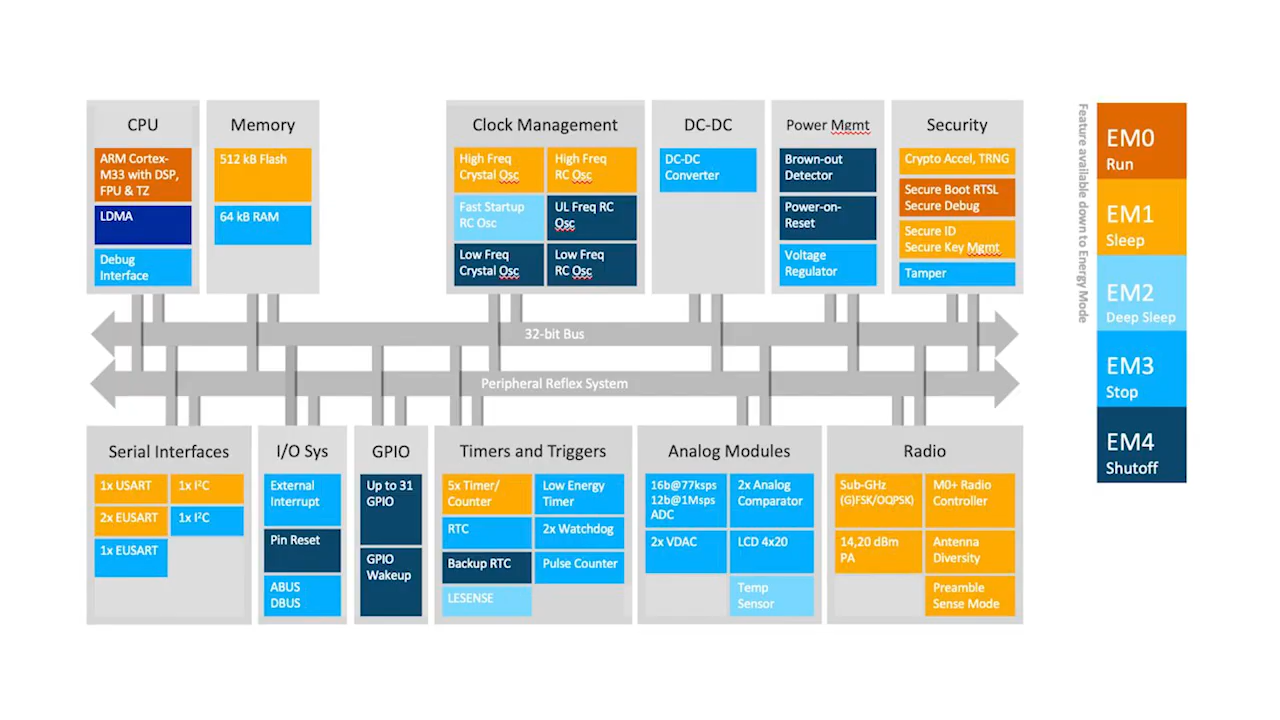 CPU
ARM Cortex-
M33 with DSP,
FPU & TZ
LDMA
Debug
Interface
Memory
512 kB Flash
64 kB RAM
Clock Management
High Freq
Crystal Osc
High Freq
RC Osc
Fast Startup
RC Osc
UL Freq RC
Osc
Low Freq
Crystal Osc
Low Freq
RC Osc
DC-DC
DC-DC
Converter
Power Mgmt
Brown-out
Detector
Power-on-
Reset
Voltage
Regulator
Security
Crypto Accel, TRNG
Secure Boot RTSL
Secure Debug
Secure ID
Secure Key Mgmt
Tamper
32-bit Bus
Peripheral Reflex System
Serial Interfaces
1x USART
1x I²C
2x EUSART
1x I²C
1x EUSART
I/O Sys
External
Interrupt
Pin Reset
ABUS
DBUS
GPIO
Up to 31
GPIO
GPIO
Wakeup
Timers and Triggers
5x Timer/
Counter
Low Energy
Timer
RTC
2x Watchdog
Backup RTC
Pulse Counter
LESENSE
Analog Modules
16b@77ksps
12b@1Msps
ADC
2x Analog
Comparator
2x VDAC
LCD 4x20
Temp
Sensor
Radio
Sub-GHz
(G)FSK/OQPSK)
M0+ Radio
Controller
14,20 dBm
PA
Antenna
Diversity
Preamble
Sense Mode
Feature available down to Energy Mode
EM0
Run
EM1
Sleep
EM2
Deep Sleep
EM3
Stop
EM4
Shutoff